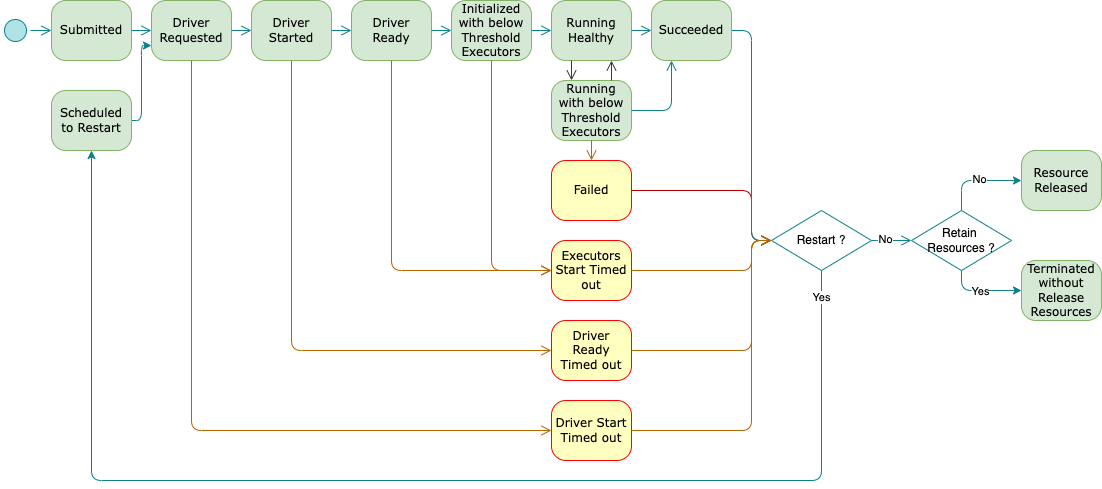 Submitted
Driver
Requested
Driver
Started
Driver
Ready
Initialized
with below
Threshold
Executors
Running
Healthy
Succeeded
Scheduled
to Restart
Running
with below
Threshold
Executors
Failed
Executors
Start Timed
out
Driver
Ready
Timed out
Driver Start
Timed out
Restart ?
No
Yes
Retain
Resources ?
No
Yes
Resource
Released
Terminated
without
Release
Resources